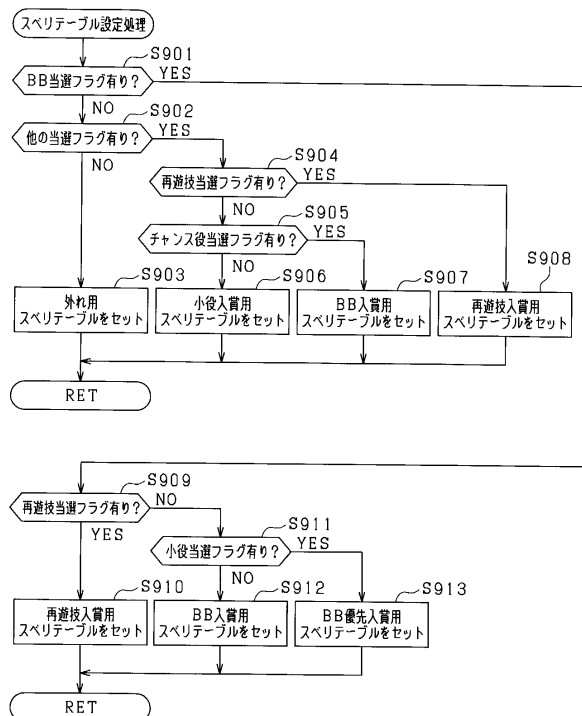 スベリテーブル設定処理
S901
BB当選フラグ有り?
YES
NO
S902
他の当選フラグ有り?
YES
NO
S904
再遊技当選フラグ有り?
YES
NO
S905
チャンス役当選フラグ有り?
YES
NO
S903
外れ用
スベリテーブルをセット
S906
小役入賞用
スベリテーブルをセット
S907
BB入賞用
スベリテーブルをセット
S908
再遊技入賞用
スベリテーブルをセット
RET
S909
再遊技当選フラグ有り?
NO
YES
S911
小役当選フラグ有り?
YES
NO
S910
再遊技入賞用
スベリテーブルをセット
S912
BB入賞用
スベリテーブルをセット
S913
BB優先入賞用
スベリテーブルをセット
RET